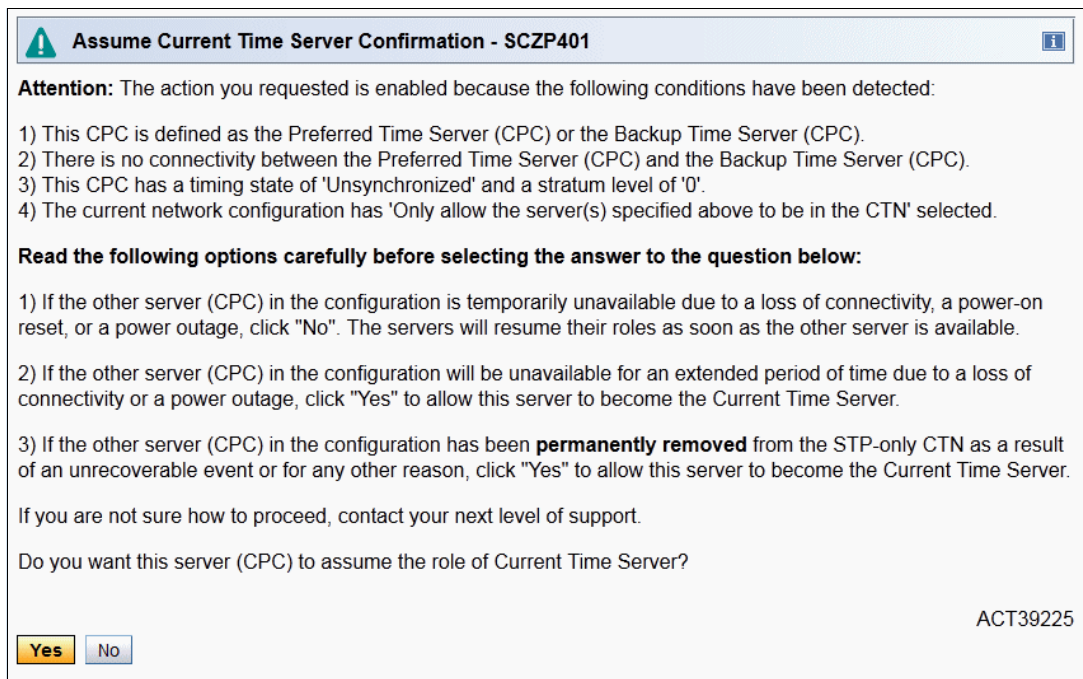 Assume Current Time Server Confirmation - SCZP401
i
Attention: The action you requested is enabled because the following conditions have been detected:
1) This CPC is defined as the Preferred Time Server (CPC) or the Backup Time Server (CPC).
2) There is no connectivity between the Preferred Time Server (CPC) and the Backup Time Server (CPC).
3) This CPC has a timing state of 'Unsynchronized' and a stratum level of '0'.
4) The current network configuration has 'Only allow the server(s) specified above to be in the CTN' selected.
Read the following options carefully before selecting the answer to the question below:
1) If the other server (CPC) in the configuration is temporarily unavailable due to a loss of connectivity, a power-on
reset, or a power outage, click "No". The servers will resume their roles as soon as the other server is available.
2) If the other server (CPC) in the configuration will be unavailable for an extended period of time due to a loss of
connectivity or a power outage, click "Yes" to allow this server to become the Current Time Server.
3) If the other server (CPC) in the configuration has been permanently removed from the STP-only CTN as a result
of an unrecoverable event or for any other reason, click "Yes" to allow this server to become the Current Time Server.
If you are not sure how to proceed, contact your next level of support.
Do you want this server (CPC) to assume the role of Current Time Server?
ACT39225
Yes No